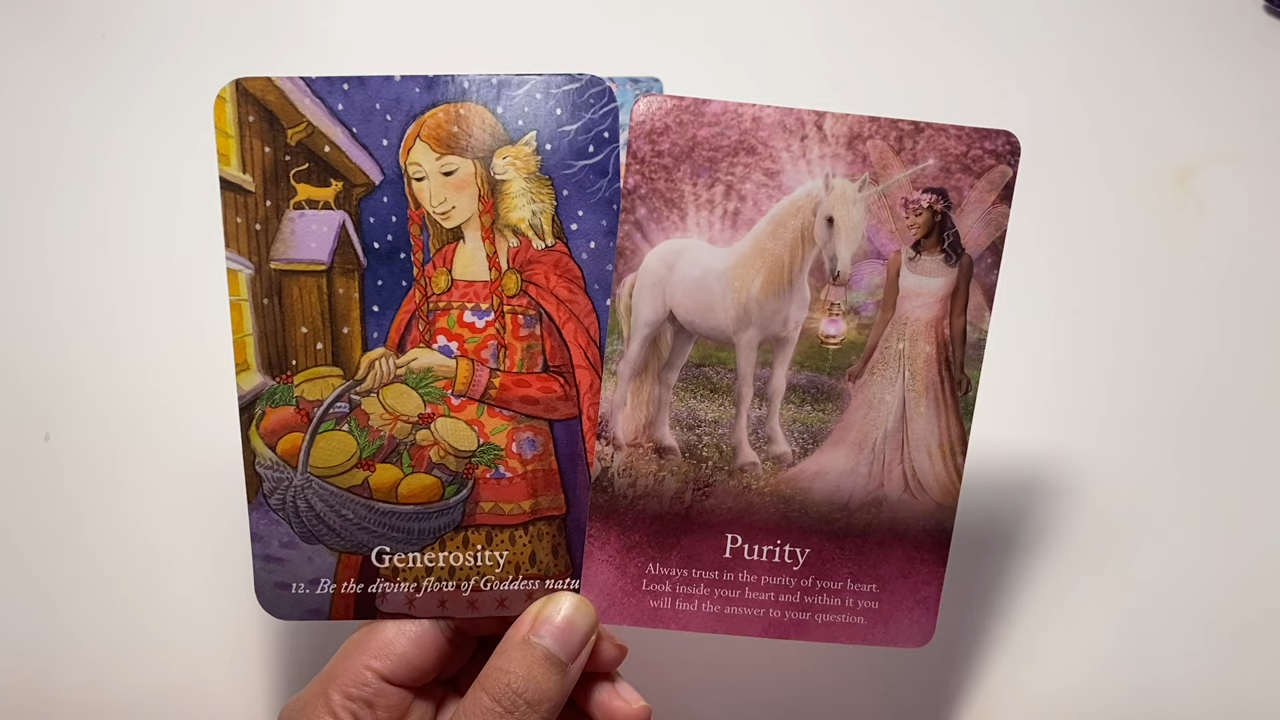 Generosity
12. Be the divine flow of Goddess natu
Purity
Always trust in the purity of your heart.
Look inside your heart and within it you
will find the answer to your question.